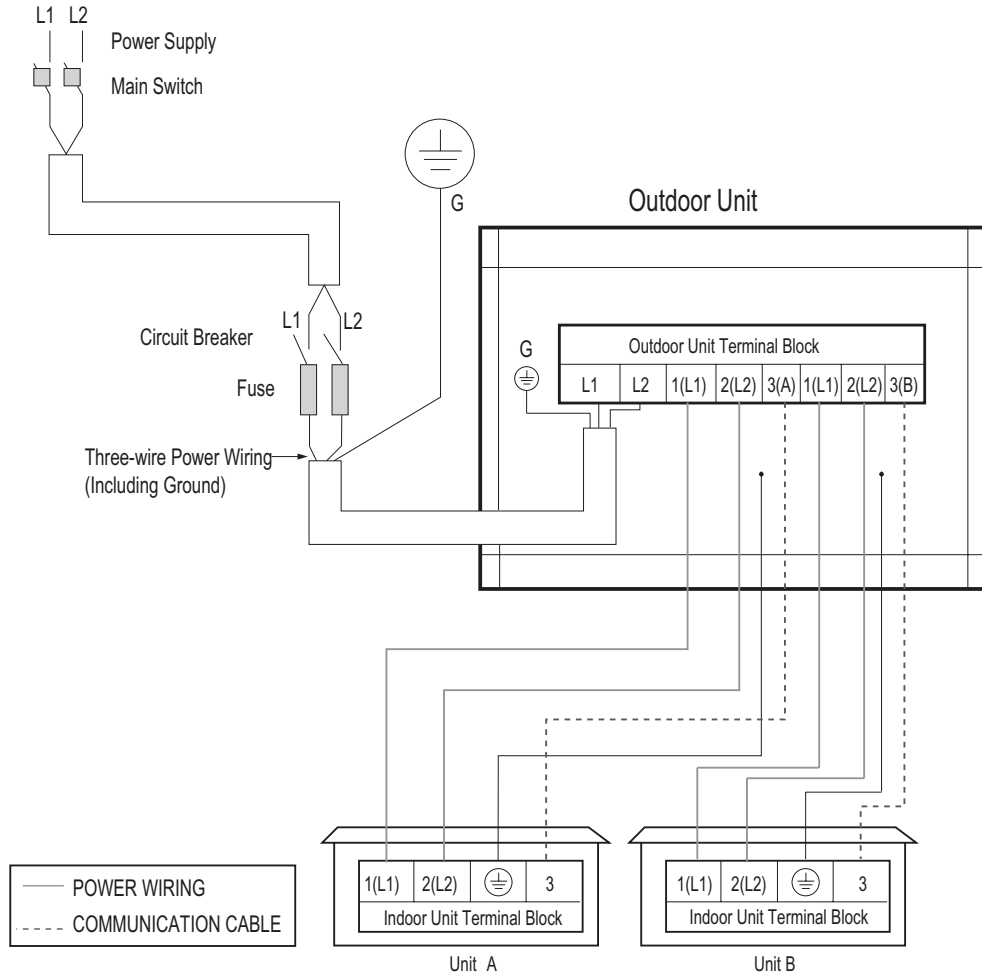 L1 L2
Power Supply
Main Switch
G
Outdoor Unit
Circuit Breaker
L1 L2
Fuse
Three-wire Power Wiring
(Including Ground)
G
Outdoor Unit Terminal Block
L1 L2 1(L1) 2(L2) 3(A) 1(L1) 2(L2) 3(B)
POWER WIRING
COMMUNICATION CABLE
1(L1) 2(L2) 3
Indoor Unit Terminal Block
Unit A
1(L1) 2(L2) 3
Indoor Unit Terminal Block
Unit B